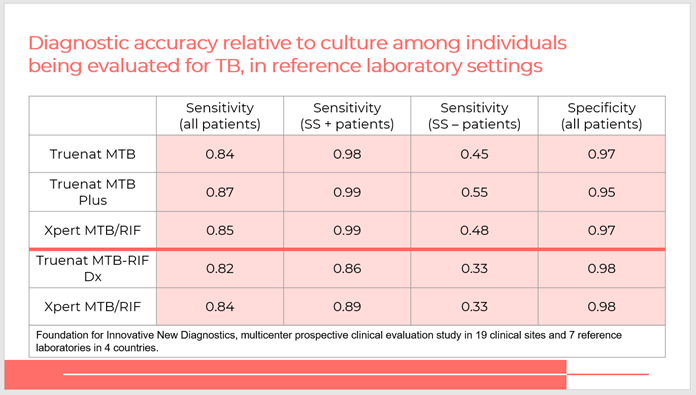 Diagnostic accuracy relative to culture among individuals
being evaluated for TB, in reference laboratory settings
Sensitivity (all patients) Sensitivity (SS + patients) Sensitivity (SS – patients) Specificity (all patients)
Truenat MTB 0.84 0.98 0.45 0.97
Truenat MTB Plus 0.87 0.99 0.55 0.95
Xpert MTB/RIF 0.85 0.99 0.48 0.97
Truenat MTB-RIF Dx 0.82 0.86 0.33 0.98
Xpert MTB/RIF 0.84 0.89 0.33 0.98
Foundation for Innovative New Diagnostics, multicenter prospective clinical evaluation study in 19 clinical sites and 7 reference
laboratories in 4 countries.